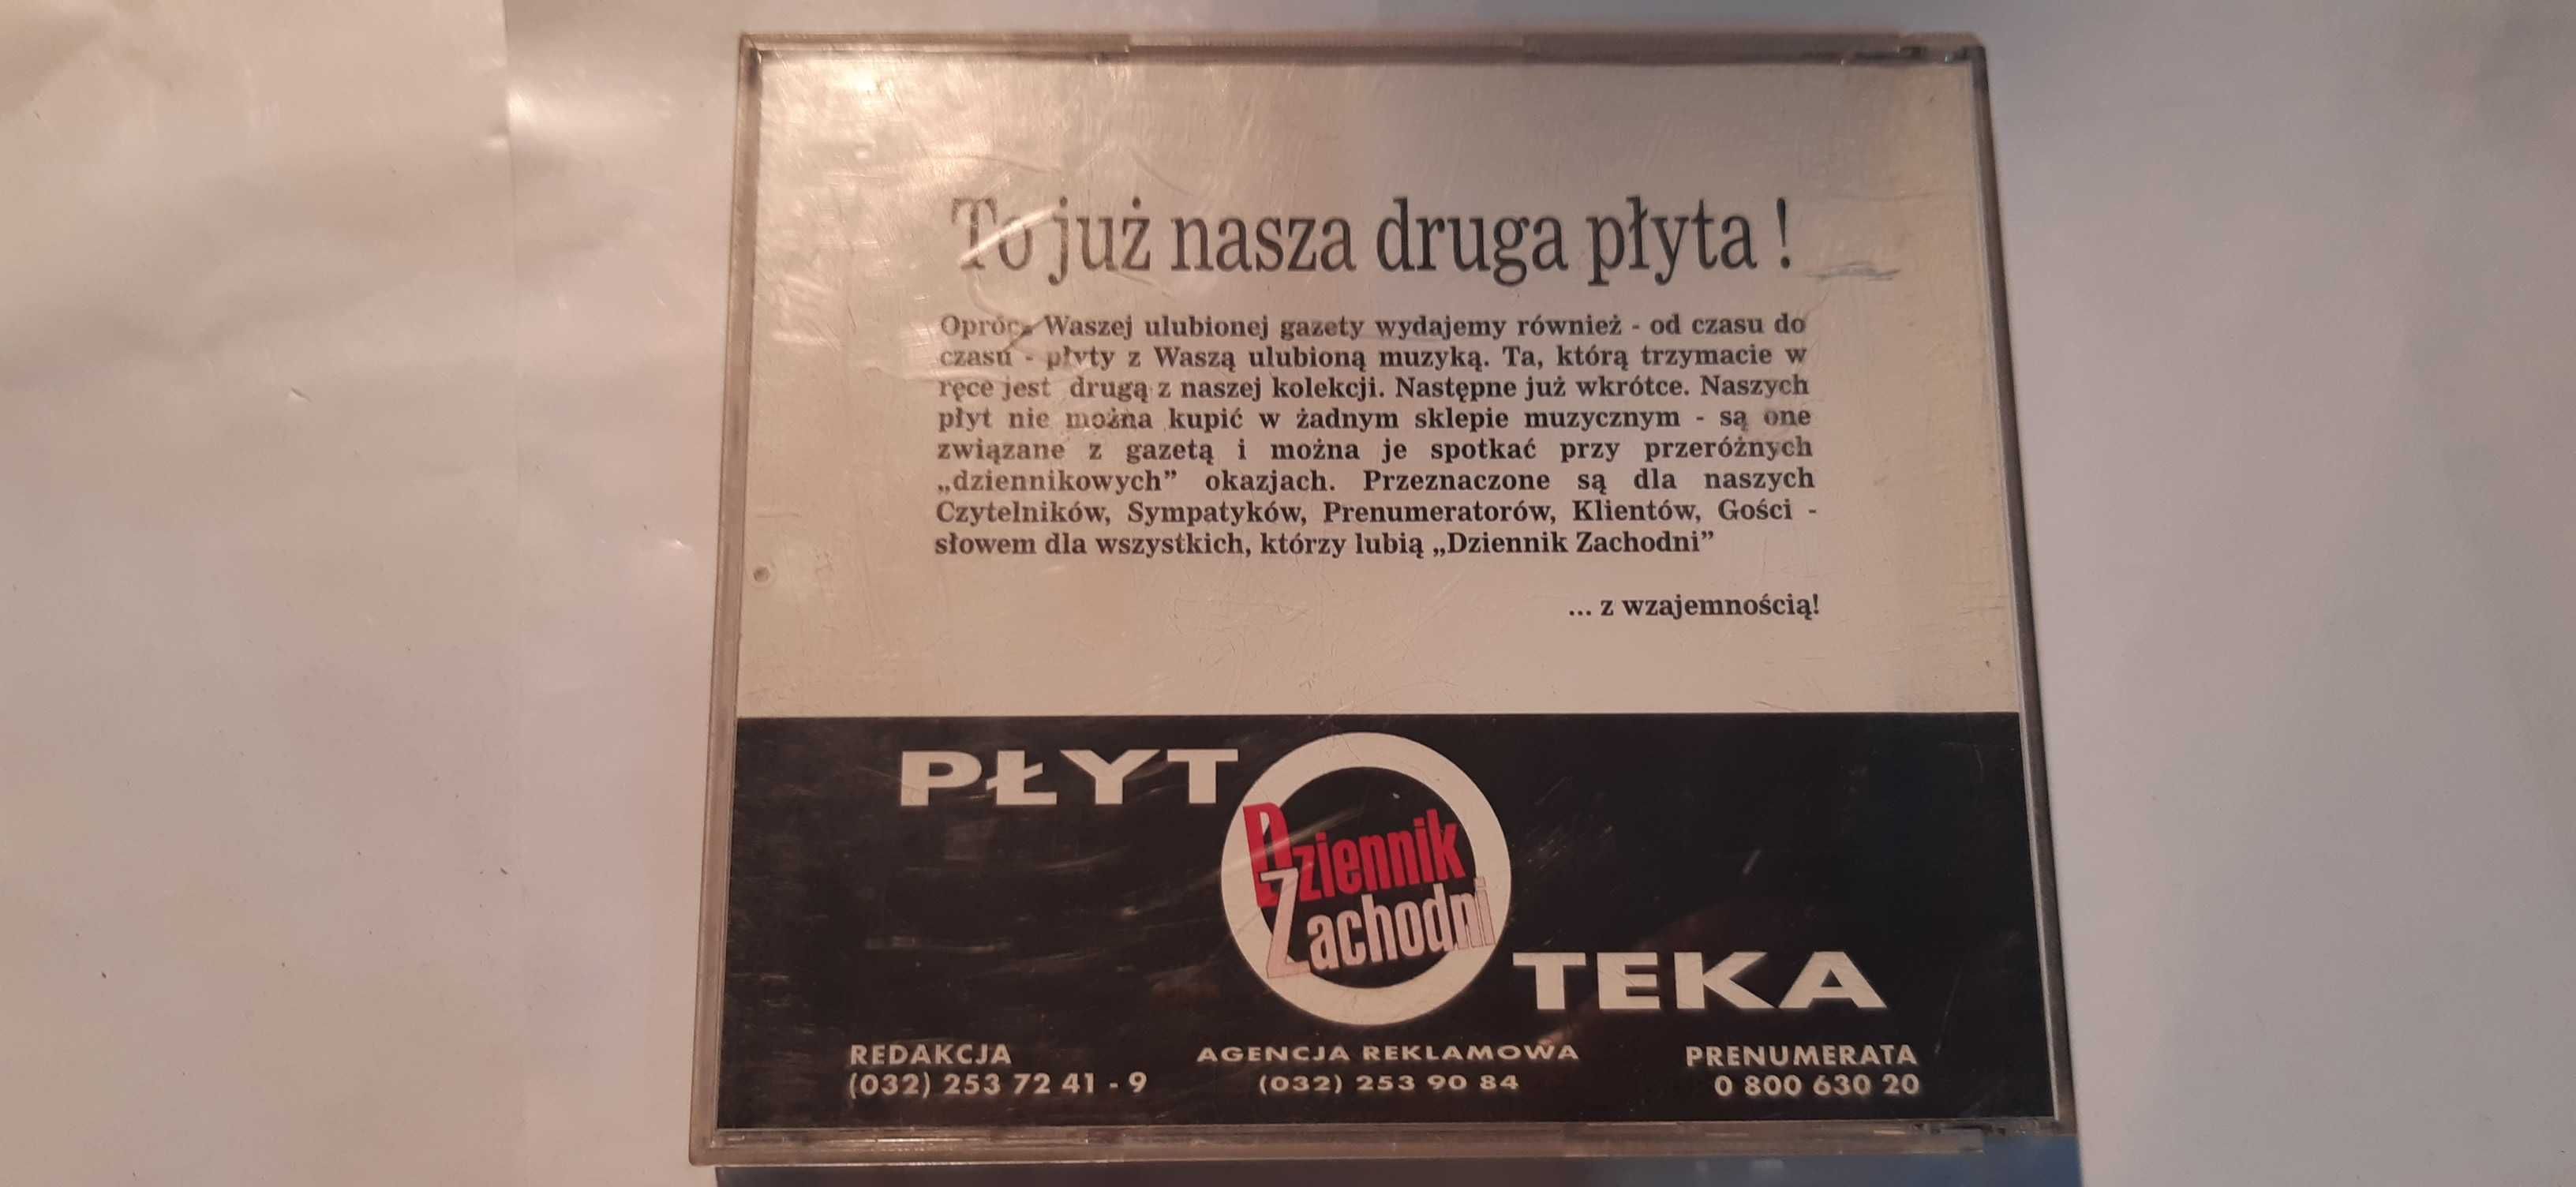 To już nasza druga płyta !
Oprócz Waszej ulubionej gazety wydajemy również - od czasu do
czasu - płyty z Waszą ulubioną muzyką. Ta, którą trzymacie w
ręce jest drugą z naszej kolekcji. Następne już wkrótce. Naszych
płyt nie można kupić w żadnym sklepie muzycznym - są one
związane z gazetą i można je spotkać przy przeróżnych
„dziennikowych” okazjach. Przeznaczone są dla naszych
Czytelników, Sympatyków, Prenumeratorów, Klientów, Gości -
słowem dla wszystkich, którzy lubią „Dziennik Zachodni”
... z wzajemnością!
PŁYT
Dziennik
Zachodni
TEKA
REDAKCJA
(032) 253 72 41 - 9
AGENCJA REKLAMOWA
(032) 253 90 84
PRENUMERATA
0 800 630 20